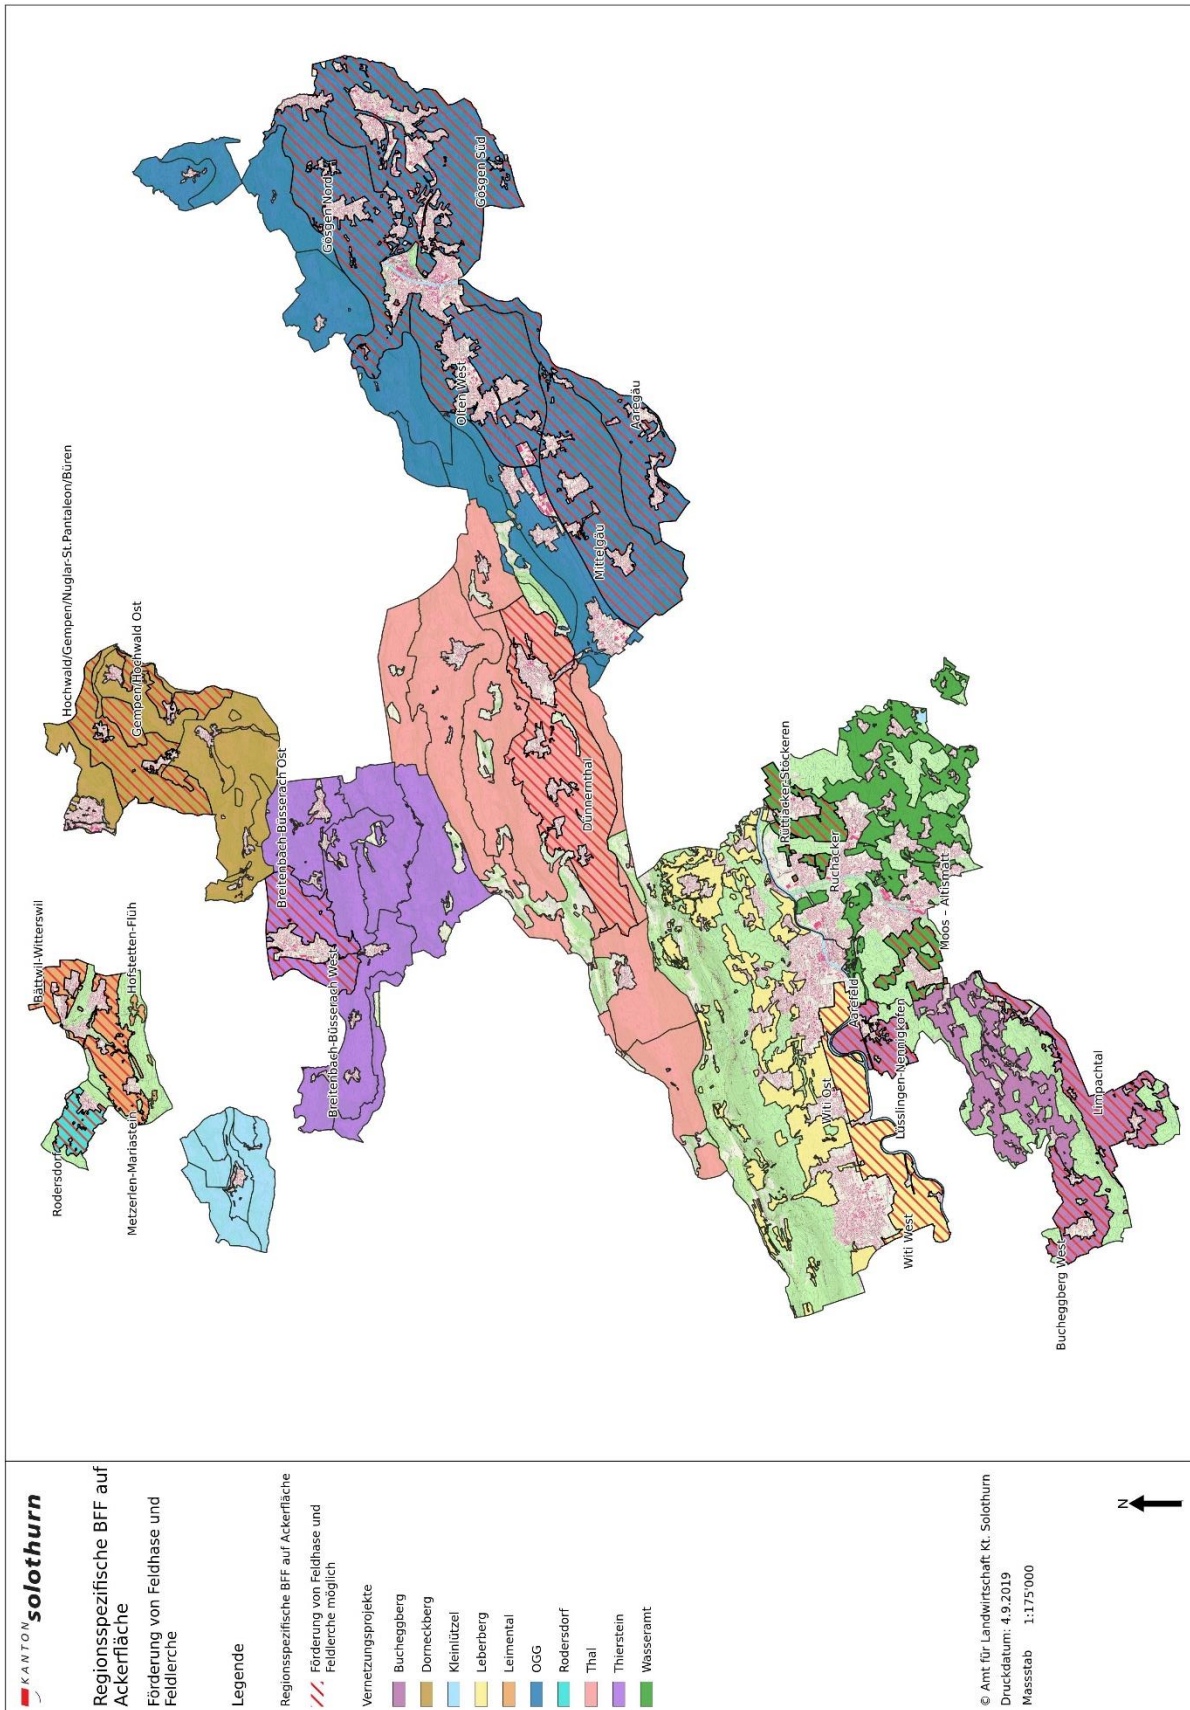 KANTON solothurn
Regionsspezifische BFF auf
Ackerfläche
Förderung von Feldhase und
Feldlerche
Legende
Regionsspezifische BFF auf Ackerfläche
Förderung von Feldhase und
Feldlerche möglich
Vernetzungsprojekte
Bucheggberg
Dorneckberg
Kleinlützel
Leberberg
Leimental
OGG
Rodersdorf
Thal
Thierstein
Wasseramt
© Amt für Landwirtschaft Kt. Solothurn
Druckdatum: 4.9.2019
Massstab 1:175'000
N
Rodersdorf
Bättwil-Witterswil
Metzerlen-Mariastein
Hofstetten-Flüh
Hochwald/Gempen/Nuglar-St.Pantaleon/Büren
Gempen/Hochwald Ost
Breitenbach-Büsserach Ost
Breitenbach-Büsserach West
Gösgen Nord
Gösgen Süd
Olten West
Aaregäu
Mittelgäu
Dünnernthal
Rüttiacker-Stöckeren
Ruchacker
Moos – Altismatt
Aarefeld
Lüsslingen-Nennigkofen
Witi Ost
Witi West
Limpachtal
Bucheggberg West